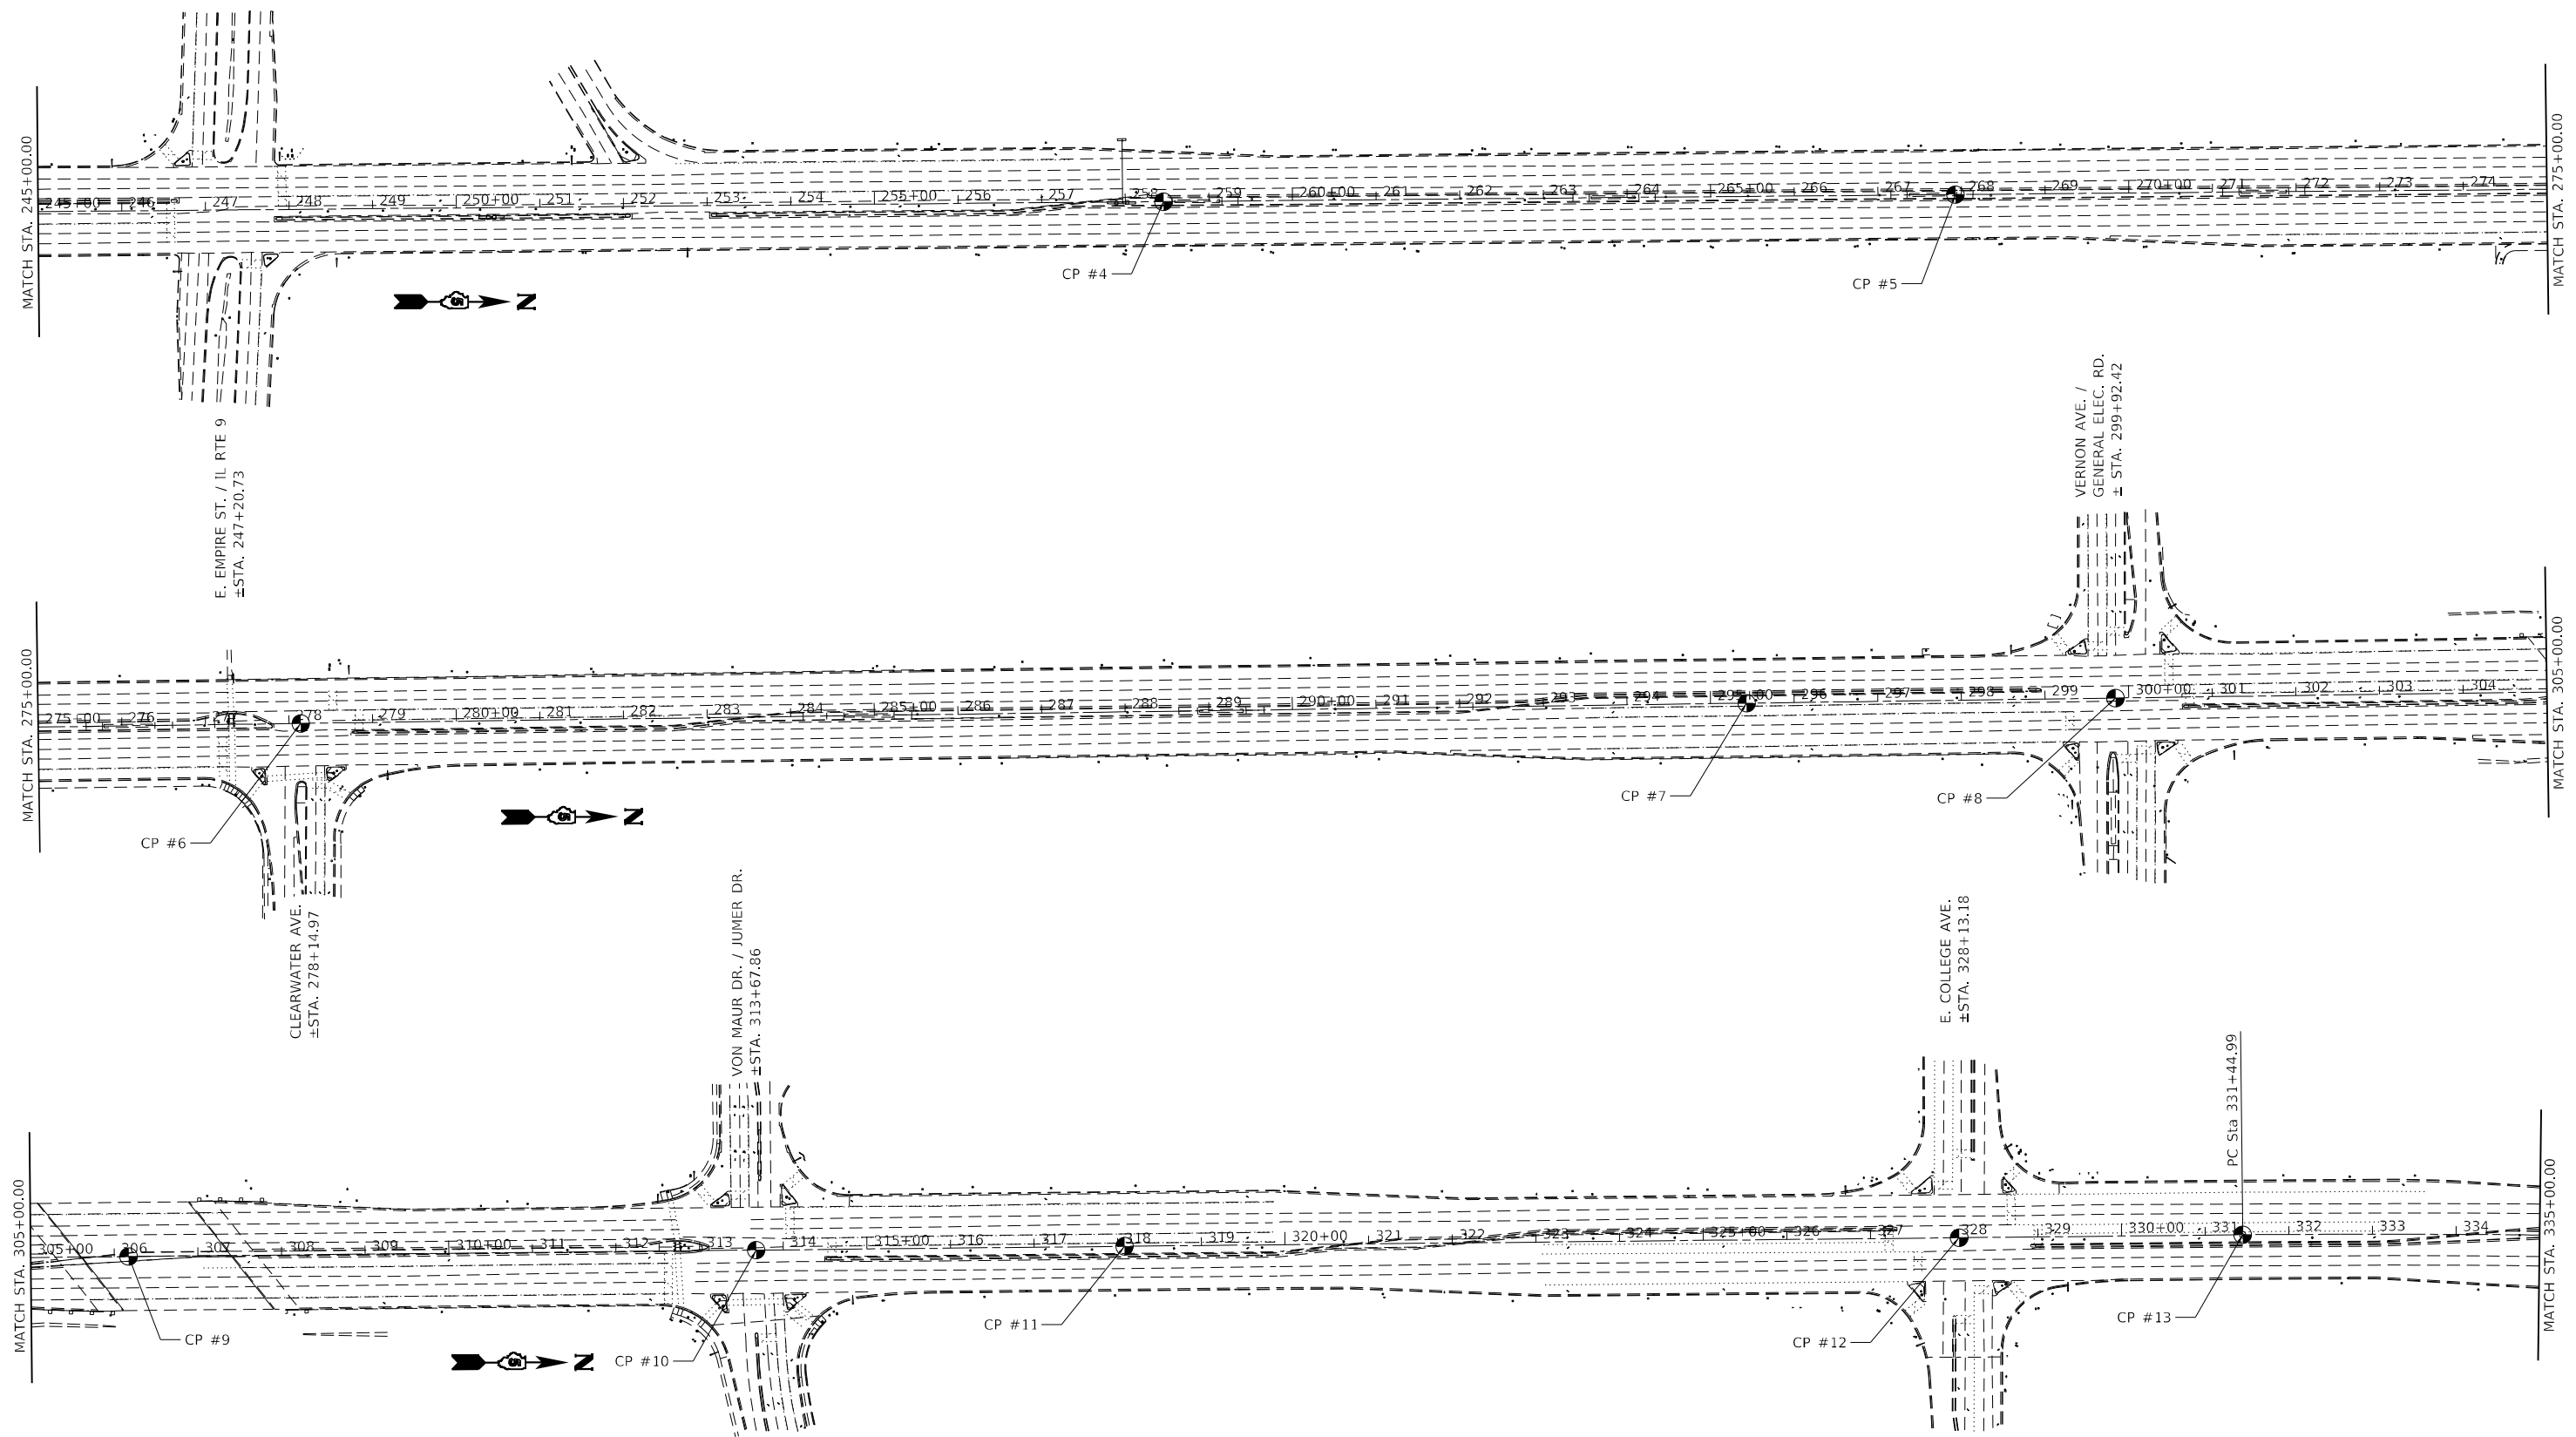 MATCH STA. 245+00.00
245+00 246 247 248 249 250+00 251 252 253 254 255+00 256 257 258 259 260+00 261 262 263 264 265+00 266 267 268 269 270+00 271 272 273 274
MATCH STA. 275+00.00
CP #4
CP #5
N
E. EMPIRE ST. / IL RTE 9
±STA. 247+20.73
VERNON AVE. /
GENERAL ELEC. RD.
± STA. 299+92.42
MATCH STA. 275+00.00
275+00 276 277 278 279 280+00 281 282 283 284 285+00 286 287 288 289 290+00 291 292 293 294 295+00 296 297 298 299 300+00 301 302 303 304
MATCH STA. 305+00.00
CP #6
CP #7
CP #8
N
CLEARWATER AVE.
±STA. 278+14.97
VON MAUR DR. / JUMER DR.
±STA. 313+67.86
E. COLLEGE AVE.
±STA. 328+13.18
PC Sta 331+44.99
MATCH STA. 305+00.00
305+00 306 307 308 309 310+00 311 312 313 314 315+00 316 317 318 319 320+00 321 322 323 324 325+00 326 327 328 329 330+00 331 332 333 334
MATCH STA. 335+00.00
CP #9
CP #10
CP #11
CP #12
CP #13
N